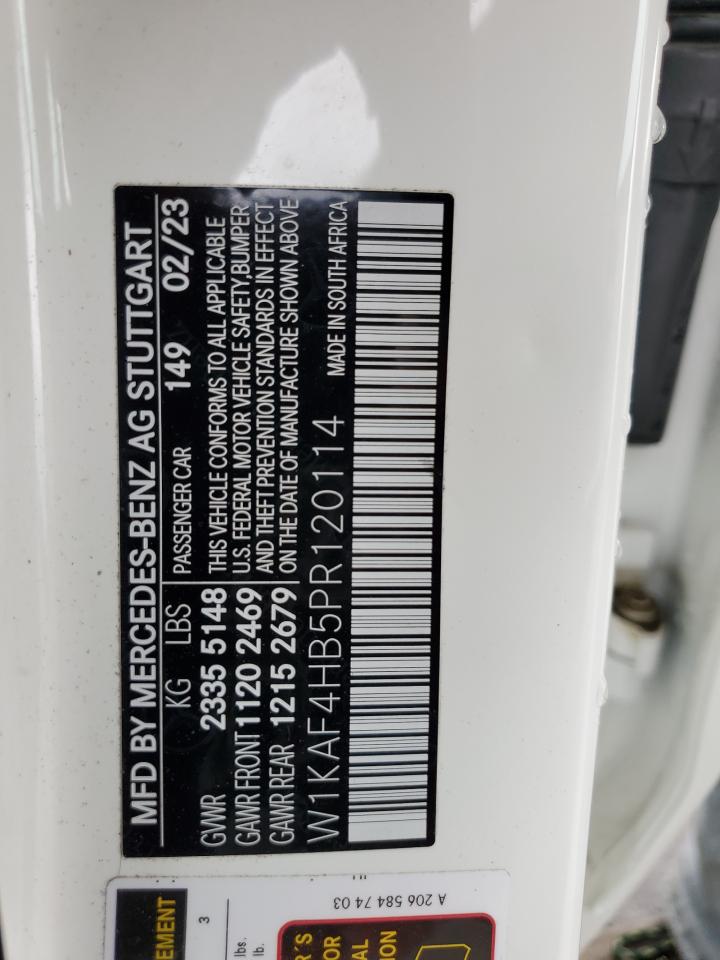 MFD BY MERCEDES-BENZ AG STUTTGART
KG LBS
GVWR 2335 5148
GAWR FRONT 1120 2469
GAWR REAR 1215 2679
PASSENGER CAR 149 02/23
THIS VEHICLE CONFORMS TO ALL APPLICABLE
U.S. FEDERAL MOTOR VEHICLE SAFETY,BUMPER
AND THEFT PREVENTION STANDARDS IN EFFECT
ON THE DATE OF MANUFACTURE SHOWN ABOVE
W1KAF4HB5PR120114
MADE IN SOUTH AFRICA
A 206 584 74 03
EMENT
3
lbs.
lb.
R'S
OR
AL
ION